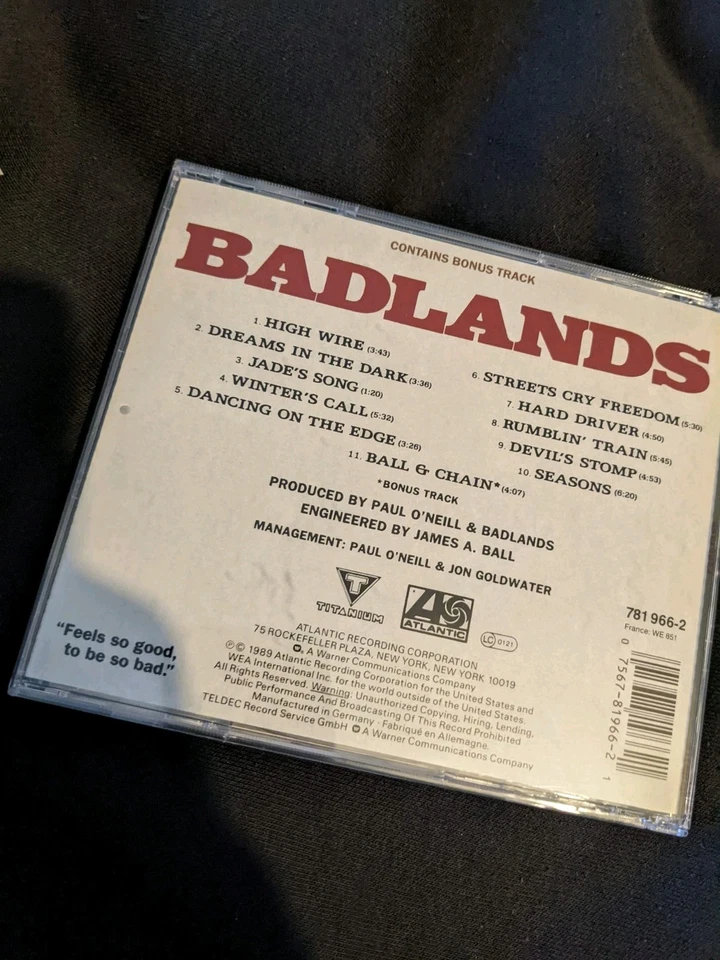 CONTAINS BONUS TRACK
BADLANDS
1. HIGH WIRE (3:43)
2. DREAMS IN THE DARK (3:36)
3. JADE'S SONG (1:20)
4. WINTER'S CALL (5:32)
5. DANCING ON THE EDGE (3:26)
6. STREETS CRY FREEDOM (5:30)
7. HARD DRIVER (4:50)
8. RUMBLIN' TRAIN (5:45)
9. DEVIL'S STOMP (4:53)
10. SEASONS (6:20)
11. BALL & CHAIN* (4:07)
*BONUS TRACK
PRODUCED BY PAUL O'NEILL & BADLANDS
ENGINEERED BY JAMES A. BALL
MANAGEMENT: PAUL O'NEILL & JON GOLDWATER
TITANIUM
ATLANTIC
LC 0121
781 966-2
France: WE 851
"Feels so good,
to be so bad."
ATLANTIC RECORDING CORPORATION
75 ROCKEFELLER PLAZA, NEW YORK, NEW YORK 10019
A Warner Communications Company
℗© 1989 Atlantic Recording Corporation for the United States and
WEA International Inc. for the world outside of the United States.
All Rights Reserved. Warning: Unauthorized Copying, Hiring, Lending,
Public Performance And Broadcasting Of This Record Prohibited
Manufactured in Germany · Fabriqué en Allemagne.
TELDEC Record Service GmbH A Warner Communications Company
0 7567-81966-2 1